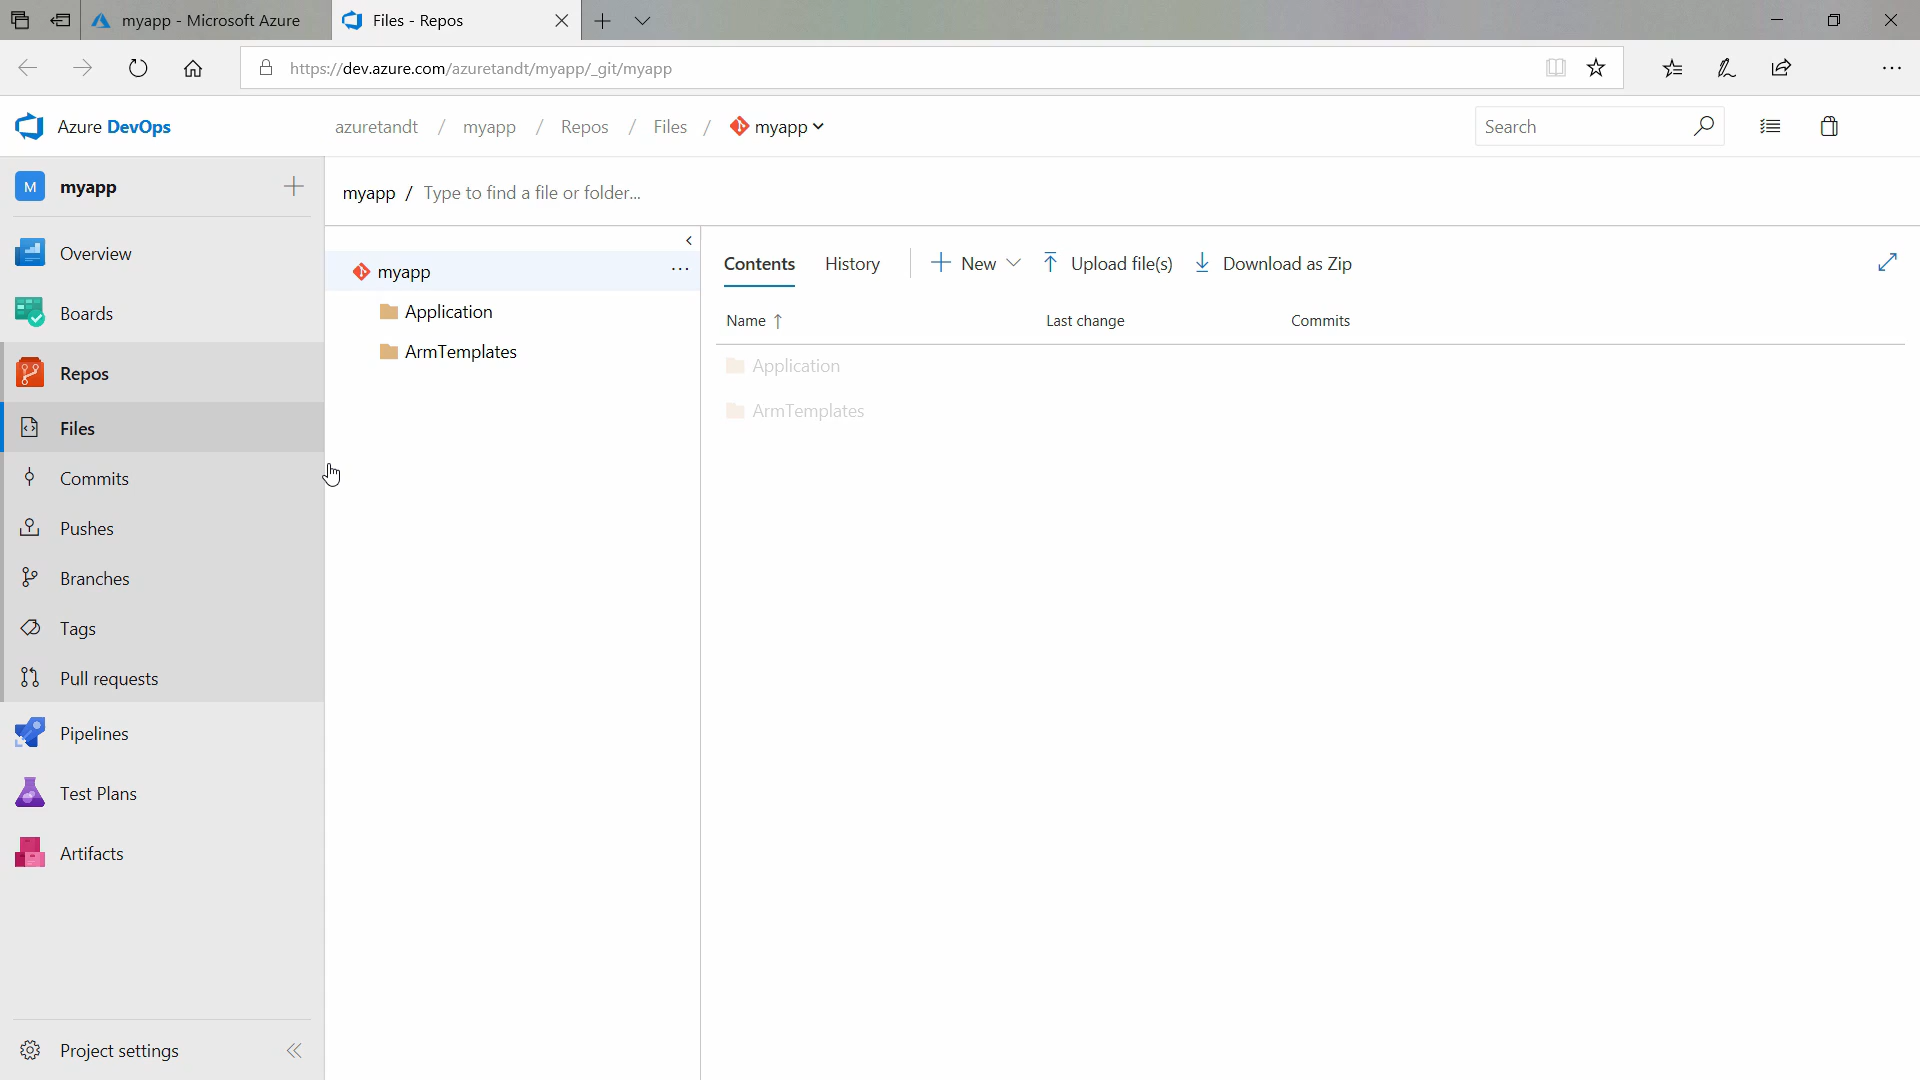 myapp - Microsoft Azure
Files - Repos
https://dev.azure.com/azuretandt/myapp/_git/myapp
Azure DevOps
azuretandt / myapp / Repos / Files / myapp
Search
M myapp
myapp / Type to find a file or folder...
Overview
Boards
Repos
Files
Commits
Pushes
Branches
Tags
Pull requests
Pipelines
Test Plans
Artifacts
Project settings
myapp
Application
ArmTemplates
Contents
History
New
Upload file(s)
Download as Zip
Name
Last change
Commits
Application
ArmTemplates